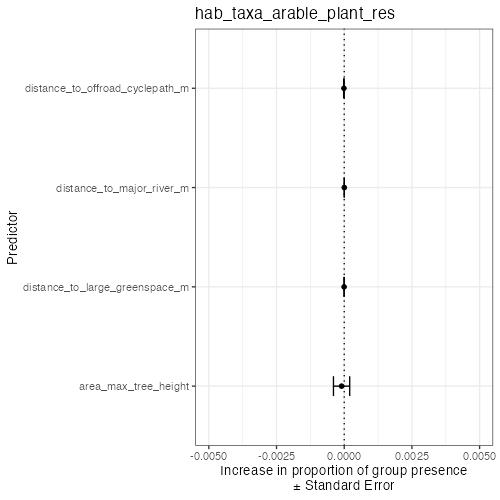 hab_taxa_arable_plant_res
Predictor
distance_to_offroad_cyclepath_m
distance_to_major_river_m
distance_to_large_greenspace_m
area_max_tree_height
-0.0050 -0.0025 0.0000 0.0025 0.0050
Increase in proportion of group presence
± Standard Error